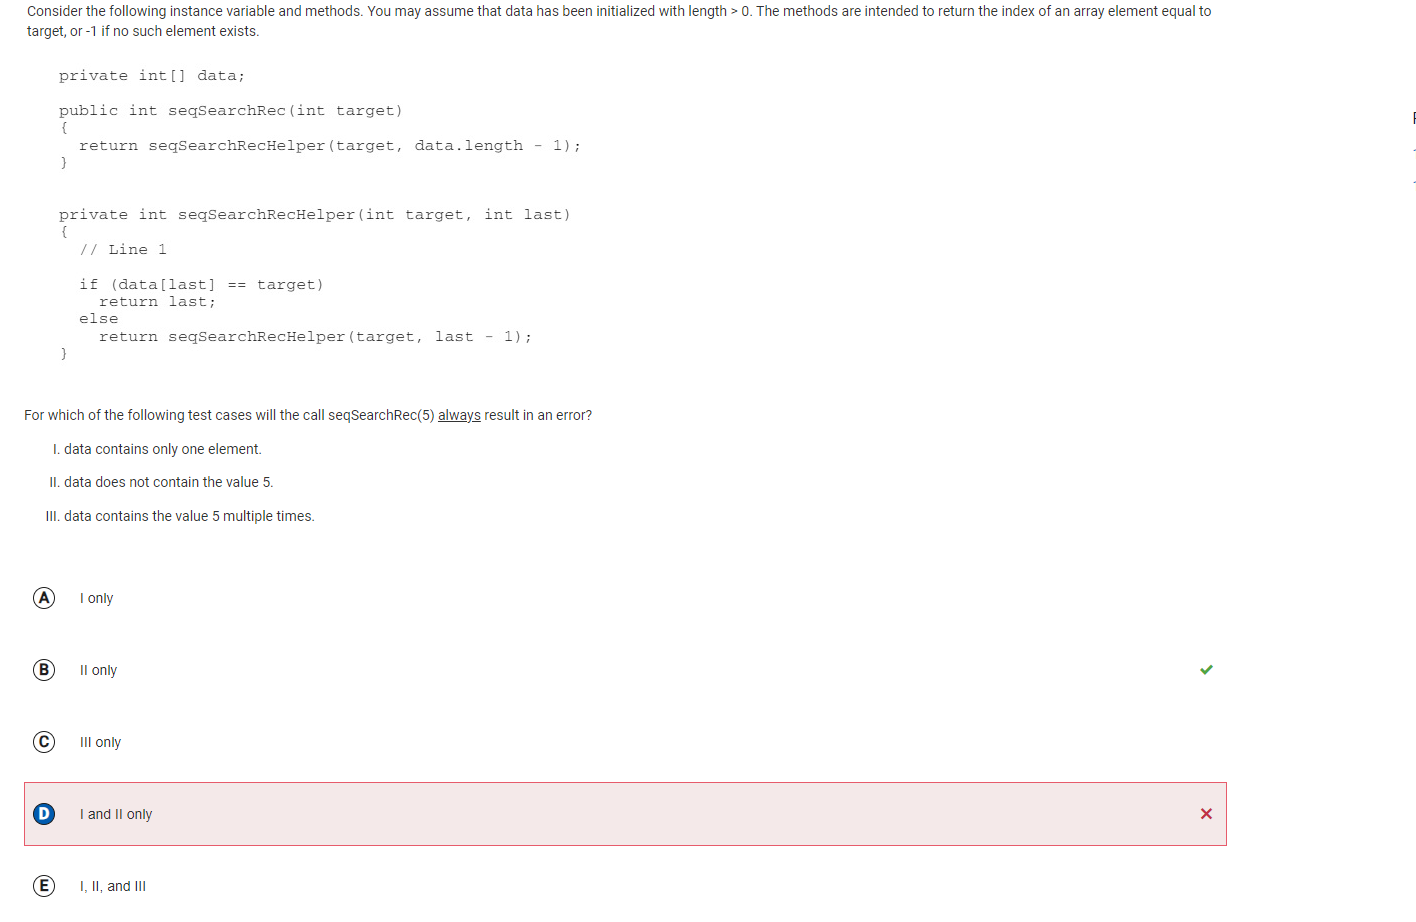 Consider the following instance variable and methods. You may assume that data has been initialized with length > 0. The methods are intended to return the index of an array element equal to
target, or -1 if no such element exists.
private int[] data;
public int seqSearchRec(int target)
{
return seqSearchRecHelper(target, data.length - 1);
}
private int seqSearchRecHelper(int target, int last)
{
// Line 1
if (data[last] == target)
return last;
else
return seqSearchRecHelper(target, last - 1);
}
For which of the following test cases will the call seqSearchRec(5) always result in an error?
I. data contains only one element.
II. data does not contain the value 5.
III. data contains the value 5 multiple times.
A I only
B II only
C III only
D I and II only
E I, II, and III